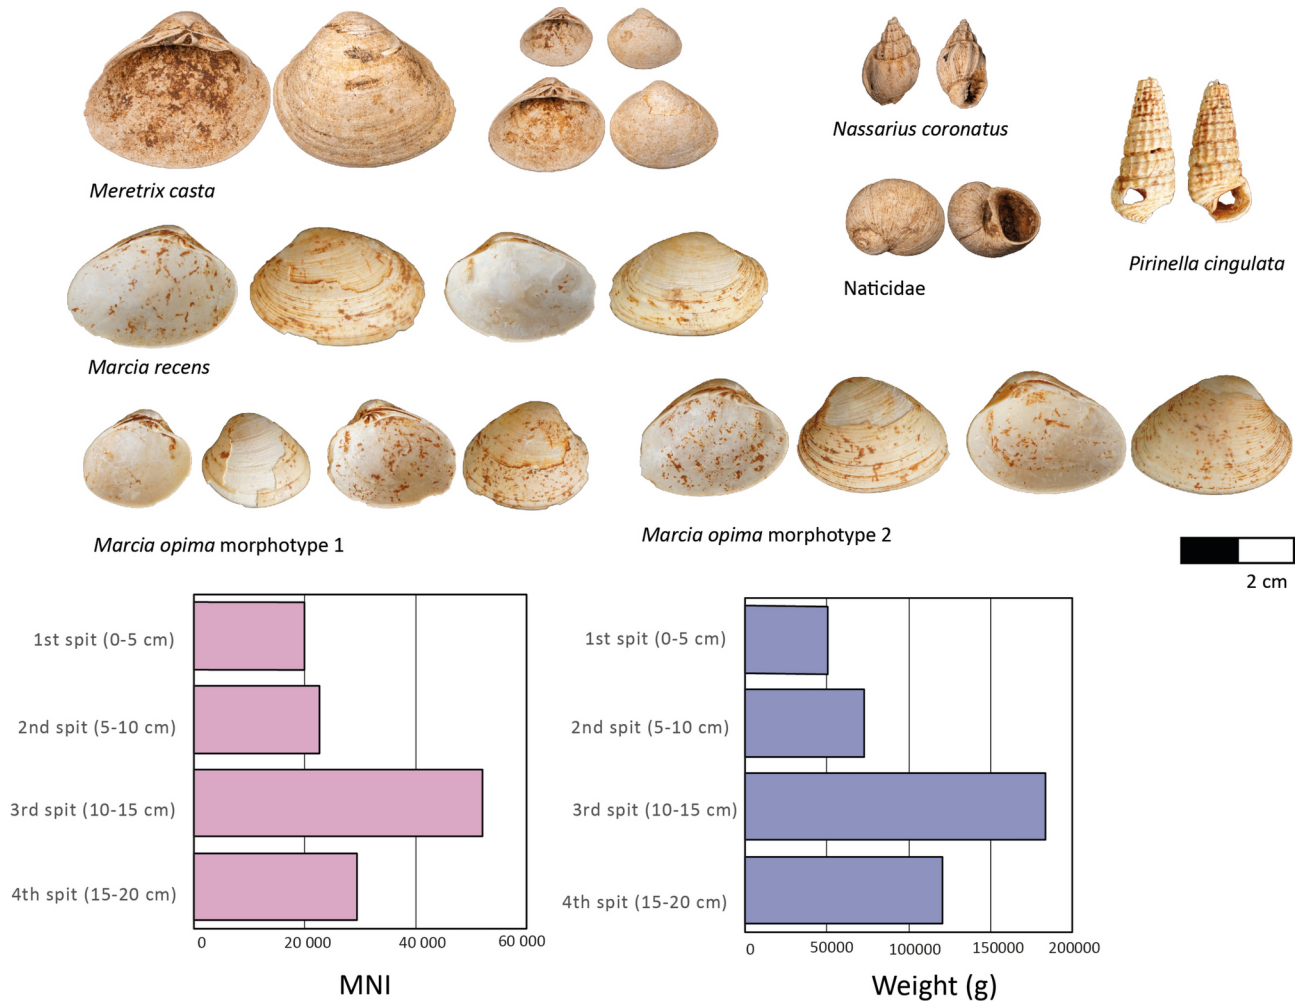 Meretrix casta
Nassarius coronatus
Naticidae
Pirinella cingulata
Marcia recens
Marcia opima morphotype 1
Marcia opima morphotype 2
2 cm
1st spit (0-5 cm)
2nd spit (5-10 cm)
3rd spit (10-15 cm)
4th spit (15-20 cm)
0 20 000 40 000 60 000
MNI
1st spit (0-5 cm)
2nd spit (5-10 cm)
3rd spit (10-15 cm)
4th spit (15-20 cm)
0 50000 100000 150000 200000
Weight (g)